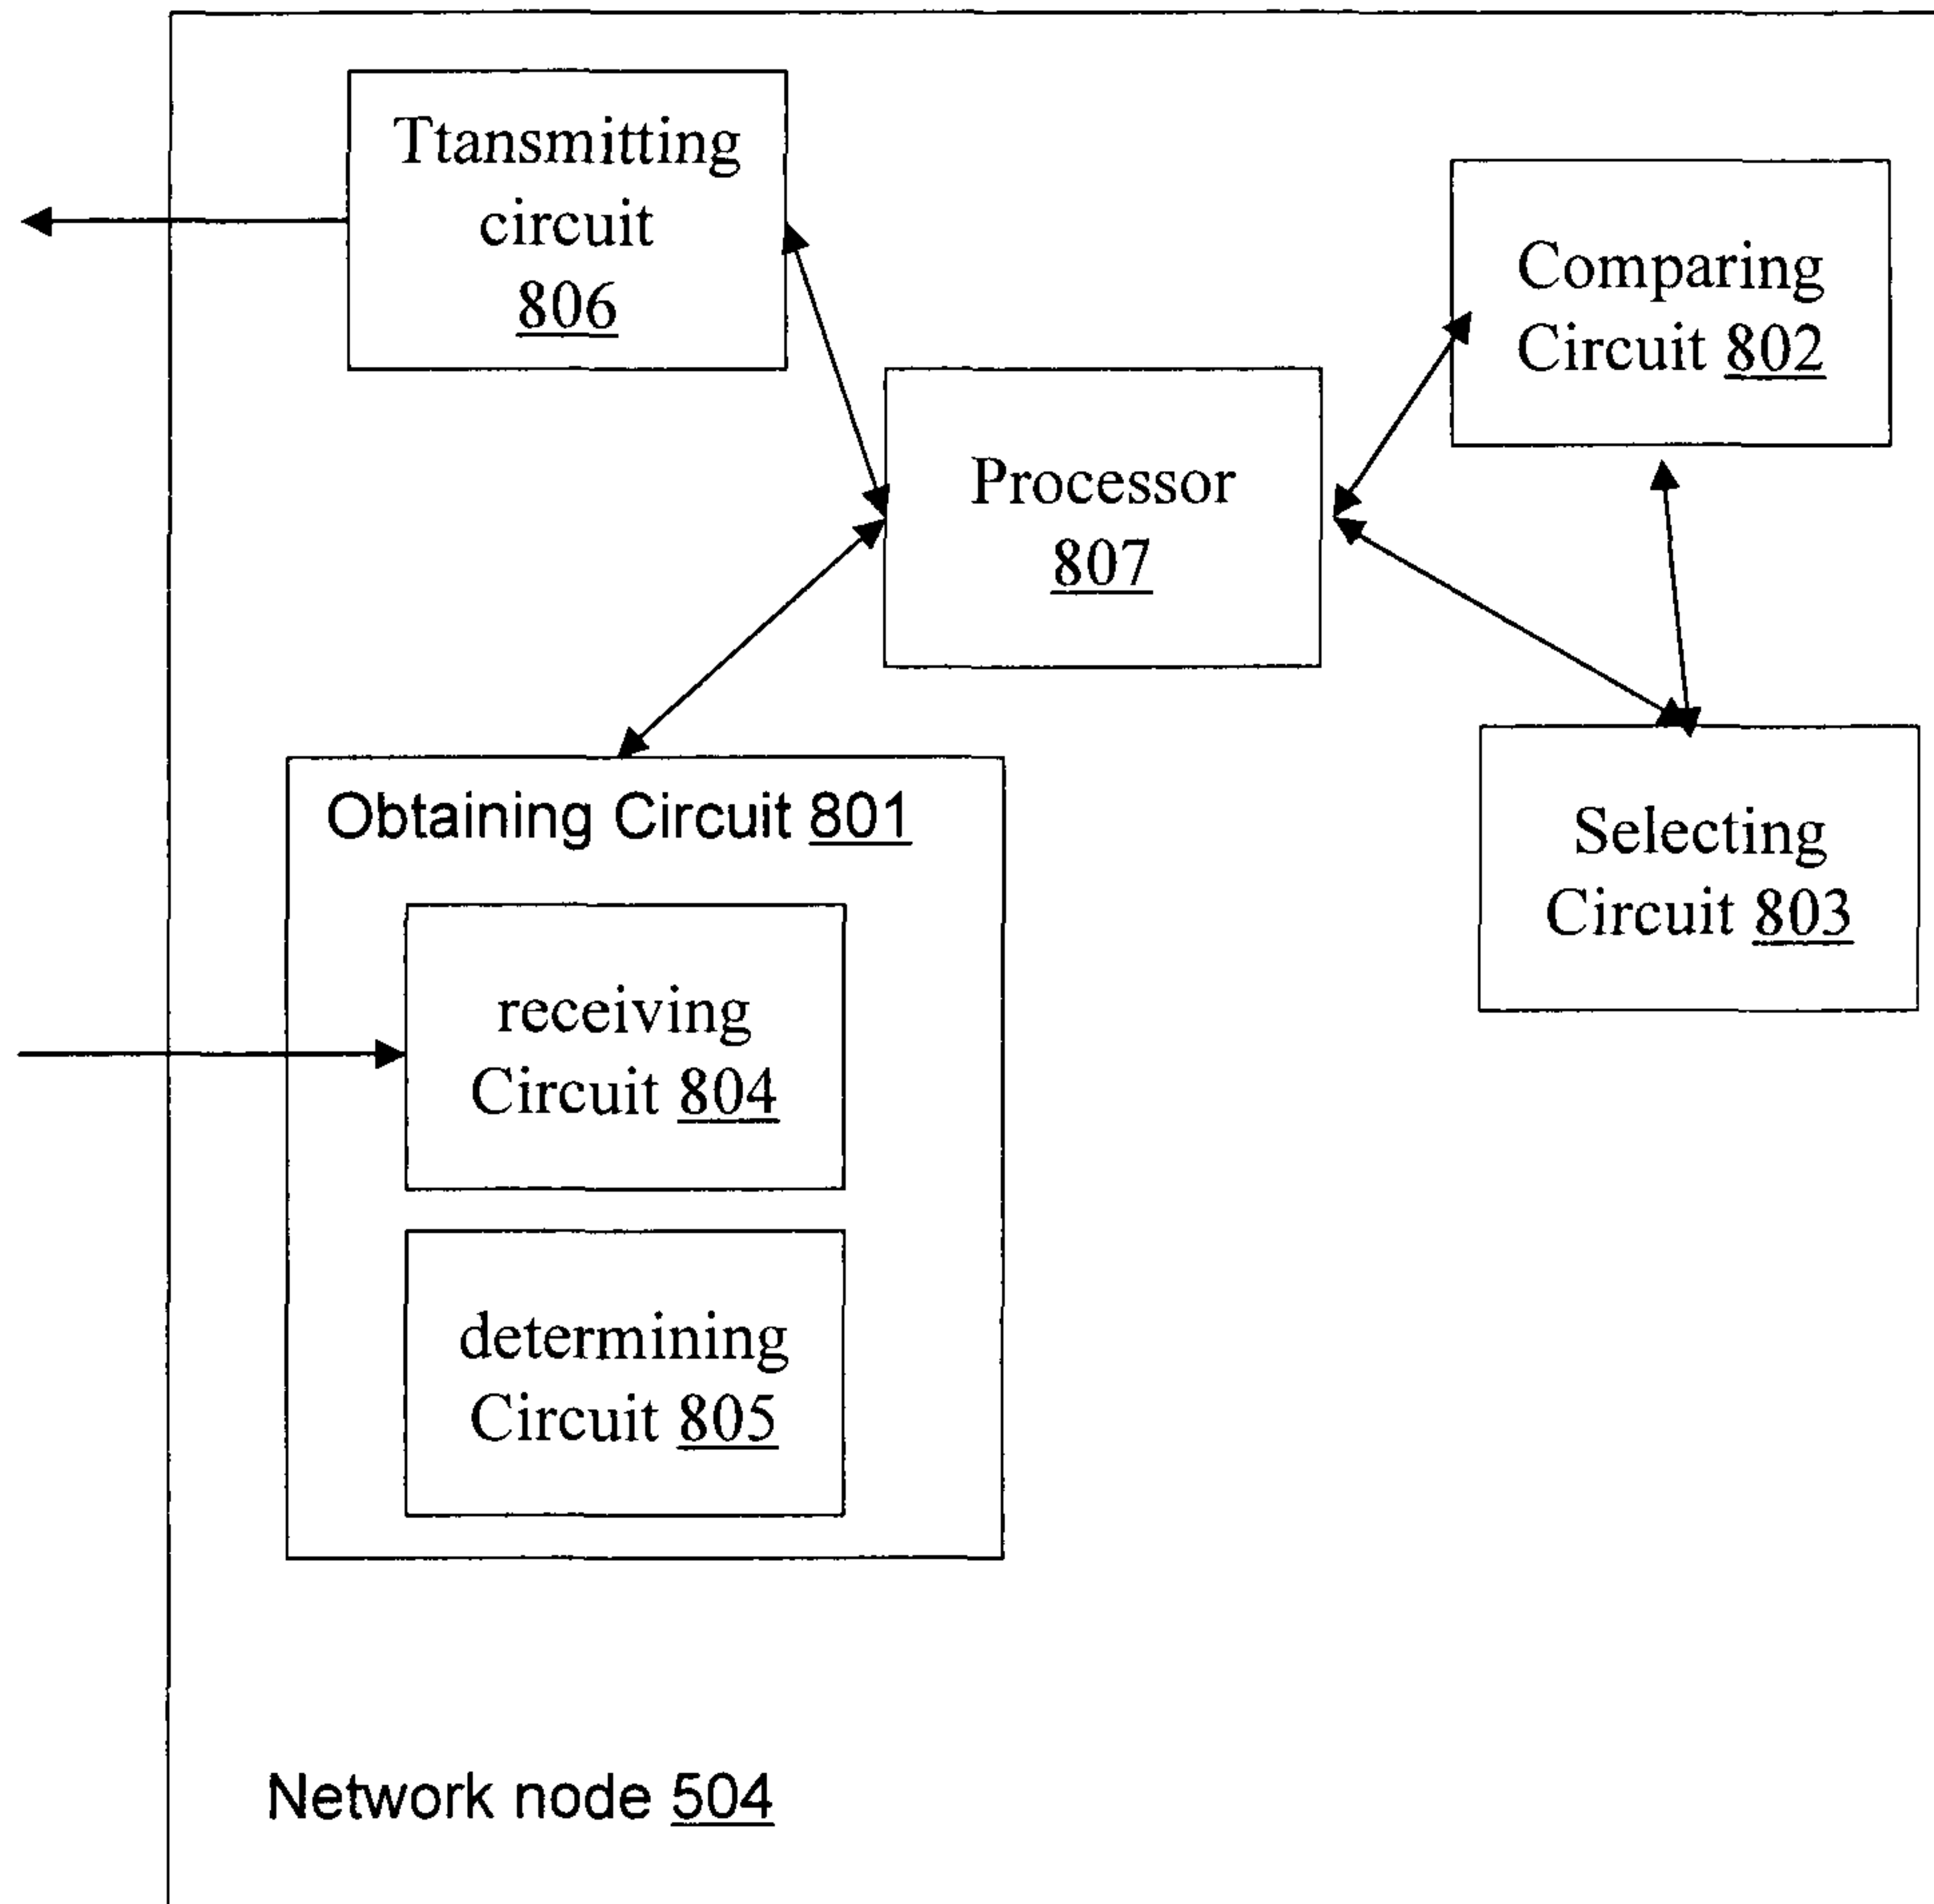 Ttansmitting
circuit
806
Comparing
Circuit 802
Processor
807
Obtaining Circuit 801
Selecting
Circuit 803
receiving
Circuit 804
determining
Circuit 805
Network node 504